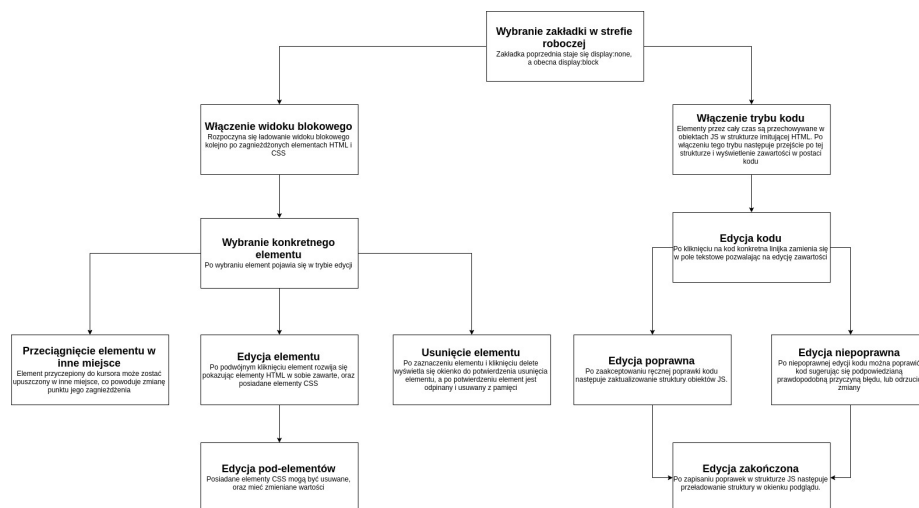 Wybranie zakładki w strefie
roboczej
Zakładka poprzednia staje się display:none,
a obecna display:block
Włączenie widoku blokowego
Rozpoczyna się ładowanie widoku blokowego
kolejno po zagnieżdżonych elementach HTML i
CSS
Włączenie trybu kodu
Elementy przez cały czas są przechowywane w
obiektach JS w strukturze imitującej HTML. Po
włączeniu tego trybu następuje przejście po tej
strukturze i wyświetlenie zawartości w postaci
kodu
Wybranie konkretnego
elementu
Po wybraniu element pojawia się w trybie edycji
Edycja kodu
Po kliknięciu na kod konkretna linijka zamienia się
w pole tekstowe pozwalając na edycję zawartości
Przeciągnięcie elementu w
inne miejsce
Element przyczepiony do kursora może zostać
upuszczony w inne miejsce, co powoduje zmianę
punktu jego zagnieżdżenia
Edycja elementu
Po podwójnym kliknięciu element rozwija się
pokazując elementy HTML w sobie zawarte, oraz
posiadane elementy CSS
Usunięcie elementu
Po zaznaczeniu elementu i kliknięciu delete
wyświetla się okienko do potwierdzenia usunięcia
elementu, a po potwierdzeniu element jest
odpinany i usuwany z pamięci
Edycja poprawna
Po zaakceptowaniu ręcznej poprawki kodu
następuje zaktualizowanie struktury obiektów JS.
Edycja niepoprawna
Po niepoprawnej edycji kodu można poprawić
kod sugerując się podpowiedzianą
prawdopodobną przyczyną błędu, lub odrzucić
zmiany
Edycja pod-elementów
Posiadane elementy CSS mogą być usuwane,
oraz mieć zmieniane wartości
Edycja zakończona
Po zapisaniu poprawek w strukturze JS następuje
przeładowanie struktury w okienku podglądu.